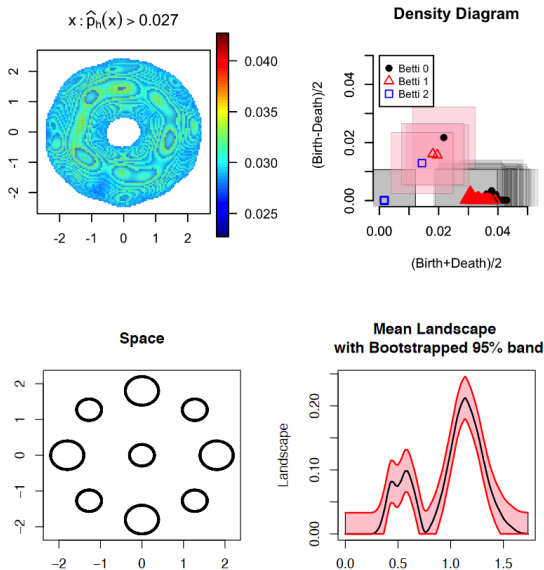 x : p̂h(x) > 0.027
2
1
0
-1
-2
-2 -1 0 1 2
0.040
0.035
0.030
0.025
Density Diagram
Betti 0
Betti 1
Betti 2
(Birth-Death)/2
0.04
0.02
0.00
0.00 0.02 0.04
(Birth+Death)/2
Space
2
1
0
-1
-2
-2 -1 0 1 2
Mean Landscape
with Bootstrapped 95% band
Landscape
0.20
0.10
0.00
0.0 0.5 1.0 1.5